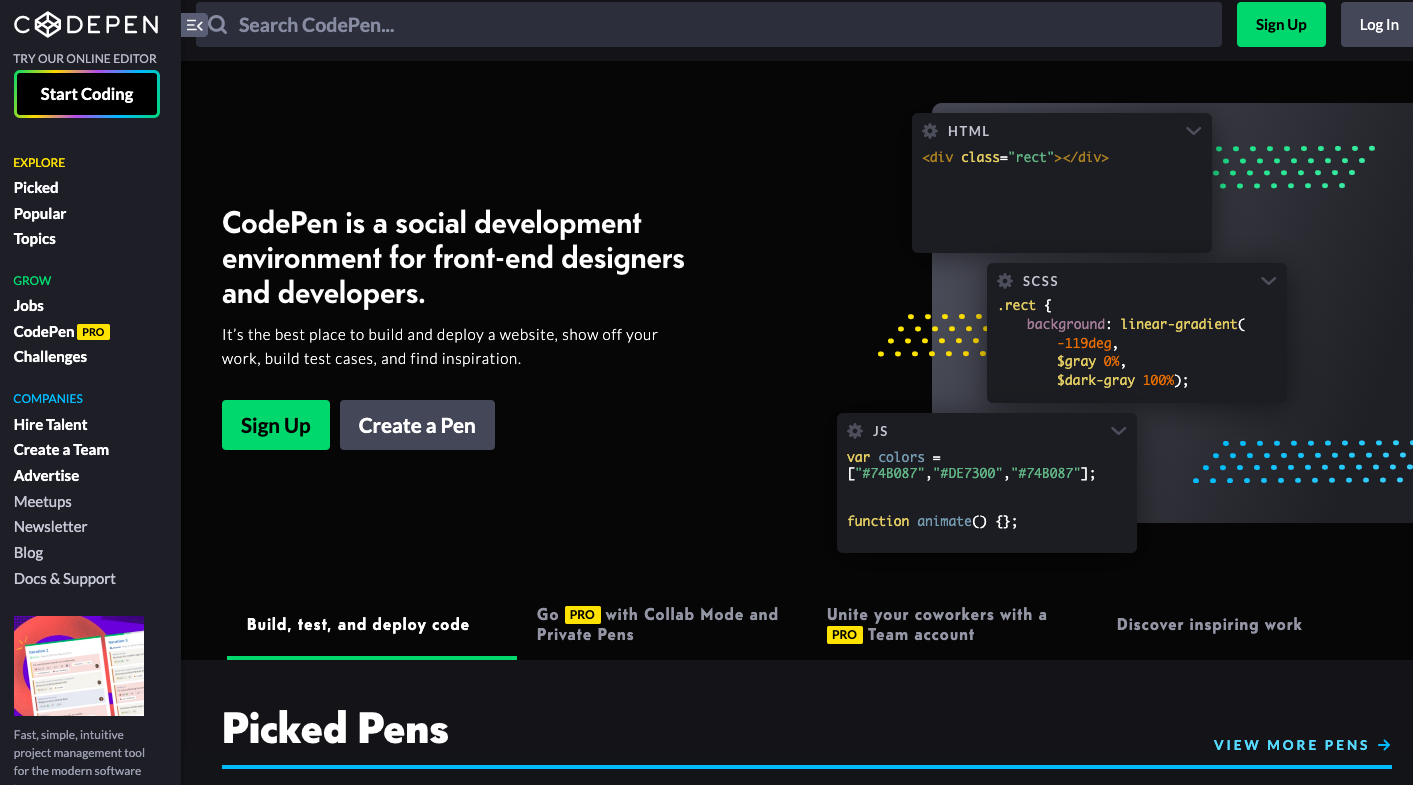 CODEPEN
TRY OUR ONLINE EDITOR
Start Coding
EXPLORE
Picked
Popular
Topics
GROW
Jobs
CodePen PRO
Challenges
COMPANIES
Hire Talent
Create a Team
Advertise
Meetups
Newsletter
Blog
Docs & Support
Fast, simple, intuitive
project management tool
for the modern software
Search CodePen...
Sign Up
Log In
CodePen is a social development
environment for front-end designers
and developers.
It's the best place to build and deploy a website, show off your
work, build test cases, and find inspiration.
Sign Up
Create a Pen
HTML
<div class="rect"></div>
SCSS
.rect {
background: linear-gradient(
-119deg,
$gray 0%,
$dark-gray 100%);
JS
var colors =
["#74B087","#DE7300","#74B087"];
function animate() {};
Build, test, and deploy code
Go PRO with Collab Mode and
Private Pens
Unite your coworkers with a
PRO Team account
Discover inspiring work
Picked Pens
VIEW MORE PENS →